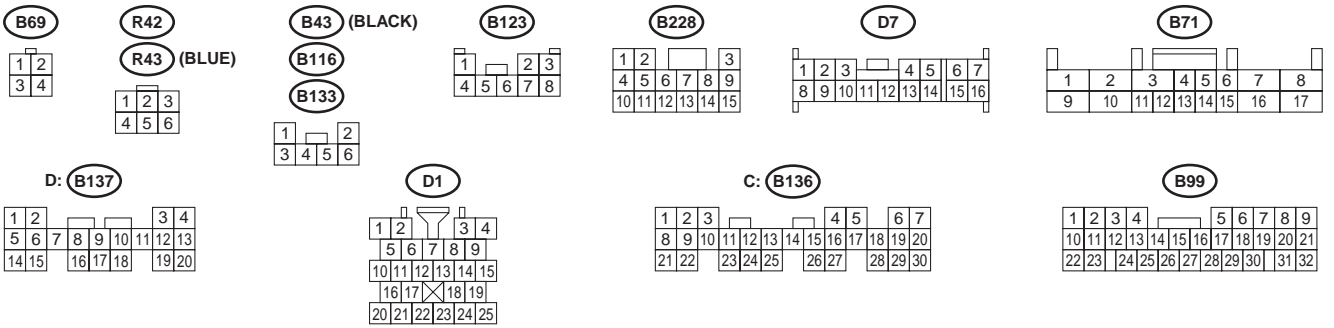 B69
1 2
3 4
R42
R43 (BLUE)
1 2 3
4 5 6
B43 (BLACK)
B116
B133
1 2
3 4 5 6
B123
1 2 3
4 5 6 7 8
B228
1 2 3
4 5 6 7 8 9
10 11 12 13 14 15
D7
1 2 3 4 5 6 7
8 9 10 11 12 13 14 15 16
B71
1 2 3 4 5 6 7 8
9 10 11 12 13 14 15 16 17
D: B137
1 2 3 4
5 6 7 8 9 10 11 12 13
14 15 16 17 18 19 20
D1
1 2 3 4
5 6 7 8 9
10 11 12 13 14 15
16 17 18 19
20 21 22 23 24 25
C: B136
1 2 3 4 5 6 7
8 9 10 11 12 13 14 15 16 17 18 19 20
21 22 23 24 25 26 27 28 29 30
B99
1 2 3 4 5 6 7 8 9
10 11 12 13 14 15 16 17 18 19 20 21
22 23 24 25 26 27 28 29 30 31 32